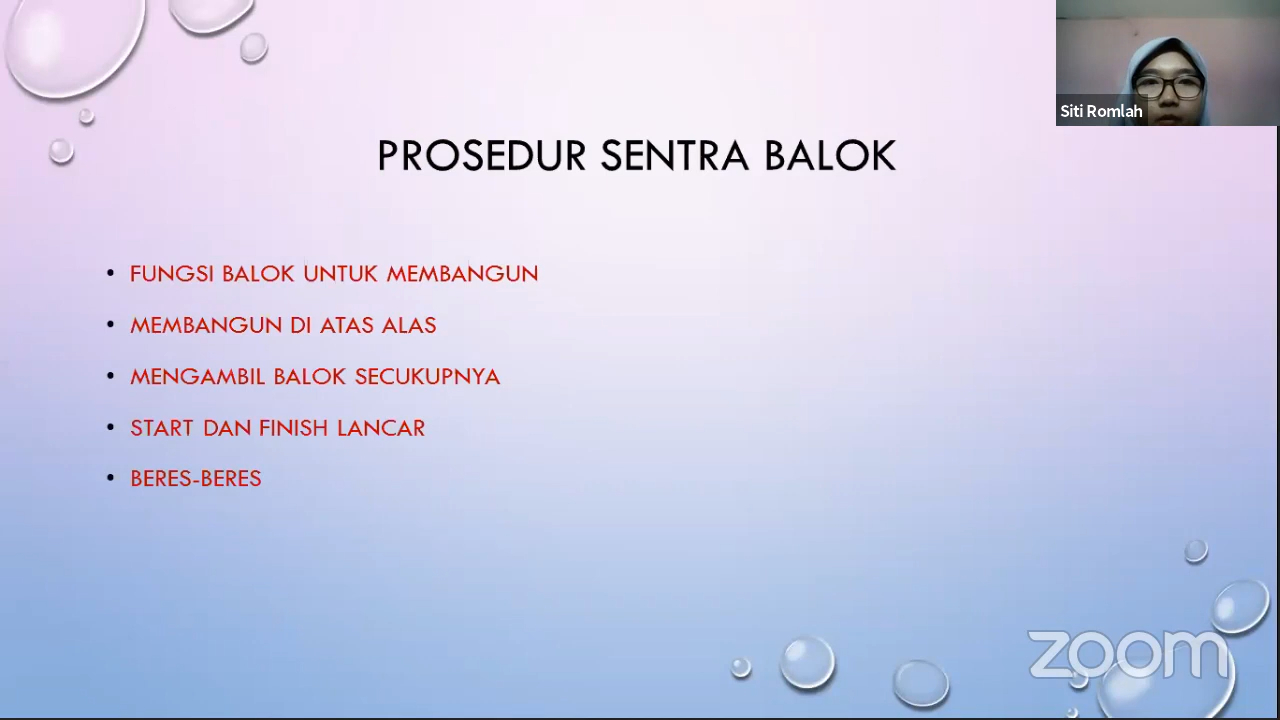 Siti Romlah
PROSEDUR SENTRA BALOK
• FUNGSI BALOK UNTUK MEMBANGUN
• MEMBANGUN DI ATAS ALAS
• MENGAMBIL BALOK SECUKUPNYA
• START DAN FINISH LANCAR
• BERES-BERES
zoom